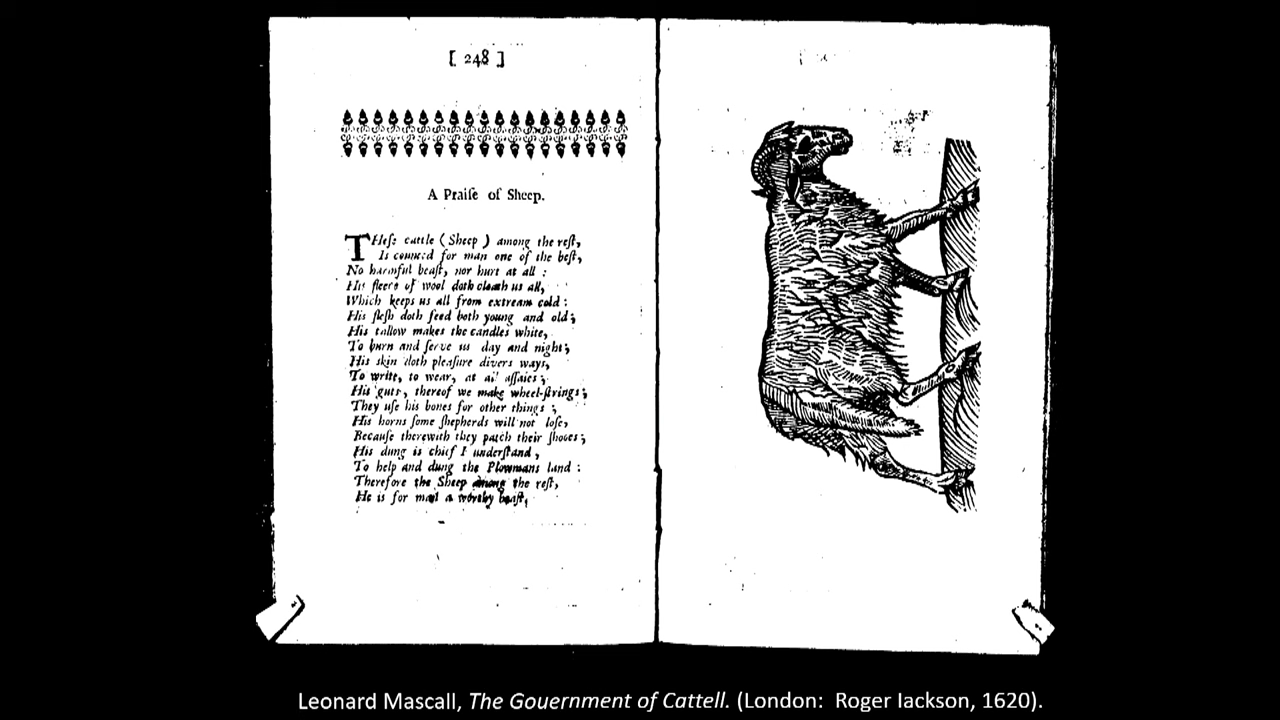 [ 248 ]
A Praiſe of Sheep.
THeſe cattle ( Sheep ) among the reſt,
Is counted for man one of the beſt,
No harmful beaſt, nor hurt at all :
His fleece of wool doth cloath us all,
Which keeps us all from extream cold :
His fleſh doth feed both young and old ;
His tallow makes the candles white,
To burn and ſerve us day and night ;
His skin doth pleaſure divers ways,
To write, to wear, at all aſſaies ;
His guts, thereof we make wheel-ſtrings ;
They uſe his bones for other things ;
His horns ſome ſhepherds will not loſe,
Becauſe therewith they patch their ſhooes ;
His dung is chief I underſtand,
To help and dung the Plowmans land :
Therefore the Sheep among the reſt,
He is for man a worthy beaſt,
Leonard Mascall, The Gouernment of Cattell. (London: Roger Iackson, 1620).